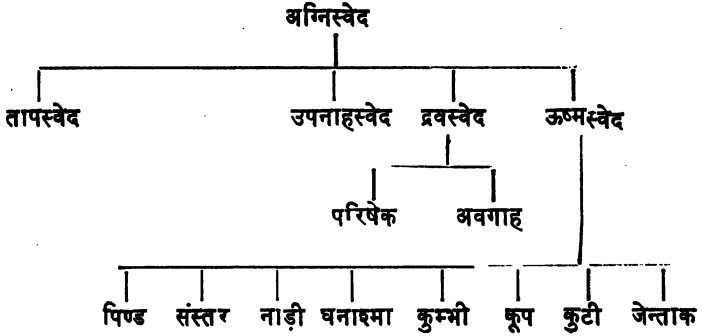 अग्निस्वेद
तापस्वेद उपनाहस्वेद द्रवस्वेद ऊष्मस्वेद
परिषेक अवगाह
पिण्ड संस्तर नाड़ी घनाश्मा कुम्भी कूप कुटी जेन्ताक